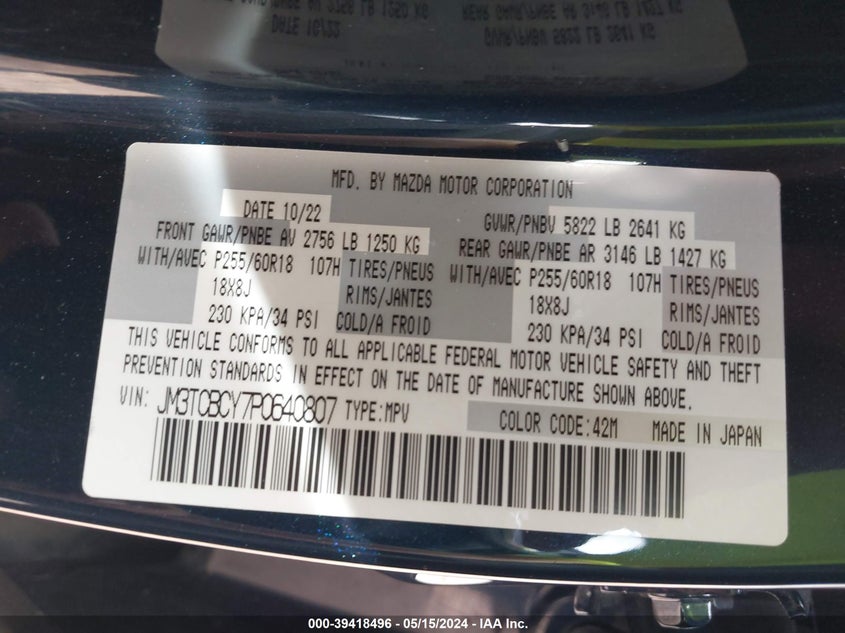 MFD. BY MAZDA MOTOR CORPORATION
DATE 10/22
GVWR/PNBV 5822 LB 2641 KG
FRONT GAWR/PNBE AV 2756 LB 1250 KG
REAR GAWR/PNBE AR 3146 LB 1427 KG
WITH/AVEC P255/60R18 107H TIRES/PNEUS
18X8J RIMS/JANTES
230 KPA/34 PSI COLD/A FROID
WITH/AVEC P255/60R18 107H TIRES/PNEUS
18X8J RIMS/JANTES
230 KPA/34 PSI COLD/A FROID
THIS VEHICLE CONFORMS TO ALL APPLICABLE FEDERAL MOTOR VEHICLE SAFETY AND THEFT
PREVENTION STANDARDS IN EFFECT ON THE DATE OF MANUFACTURE SHOWN ABOVE.
VIN: JM3TCBCY7P0640807 TYPE:MPV
COLOR CODE:42M MADE IN JAPAN
000-39418496 - 05/15/2024 - IAA Inc.